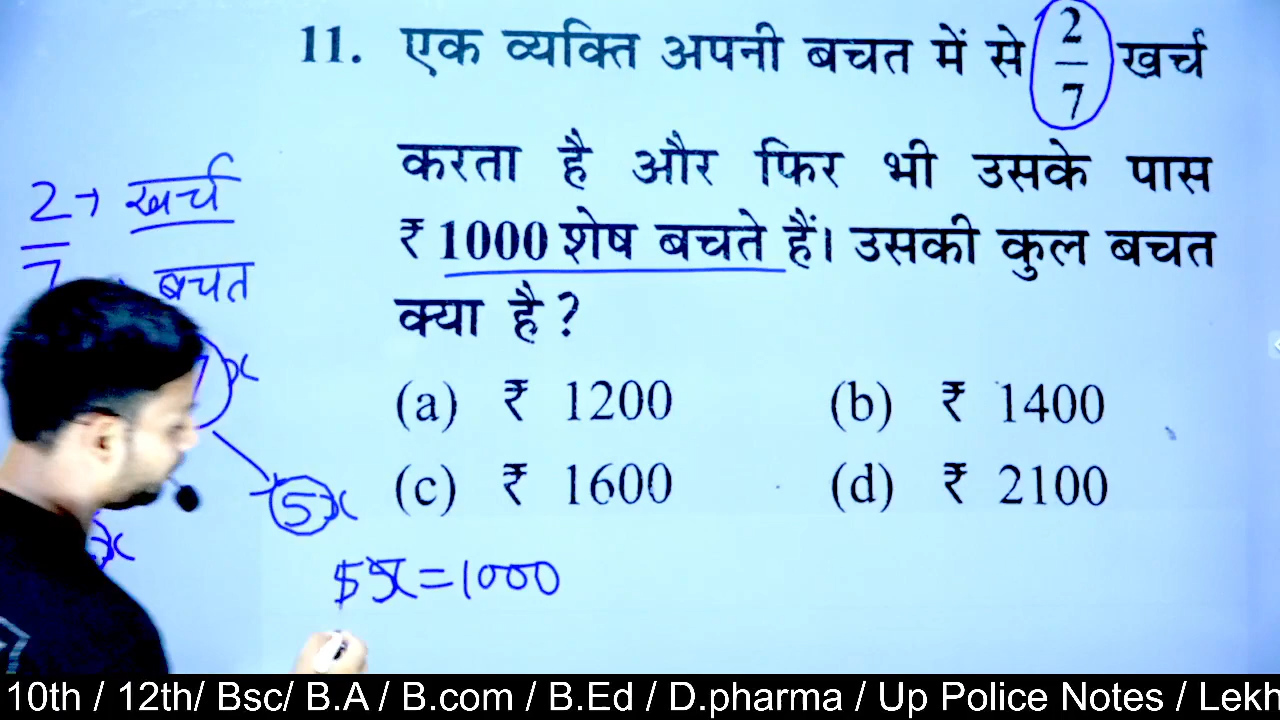 11. एक व्यक्ति अपनी बचत में से 2/7 खर्च
करता है और फिर भी उसके पास
₹ 1000 शेष बचते हैं। उसकी कुल बचत
क्या है ?
(a) ₹ 1200 (b) ₹ 1400
(c) ₹ 1600 (d) ₹ 2100
2→ खर्च
7 → बचत
x
5x
x
5x=1000
10th / 12th/ Bsc/ B.A / B.com / B.Ed / D.pharma / Up Police Notes / Lekh